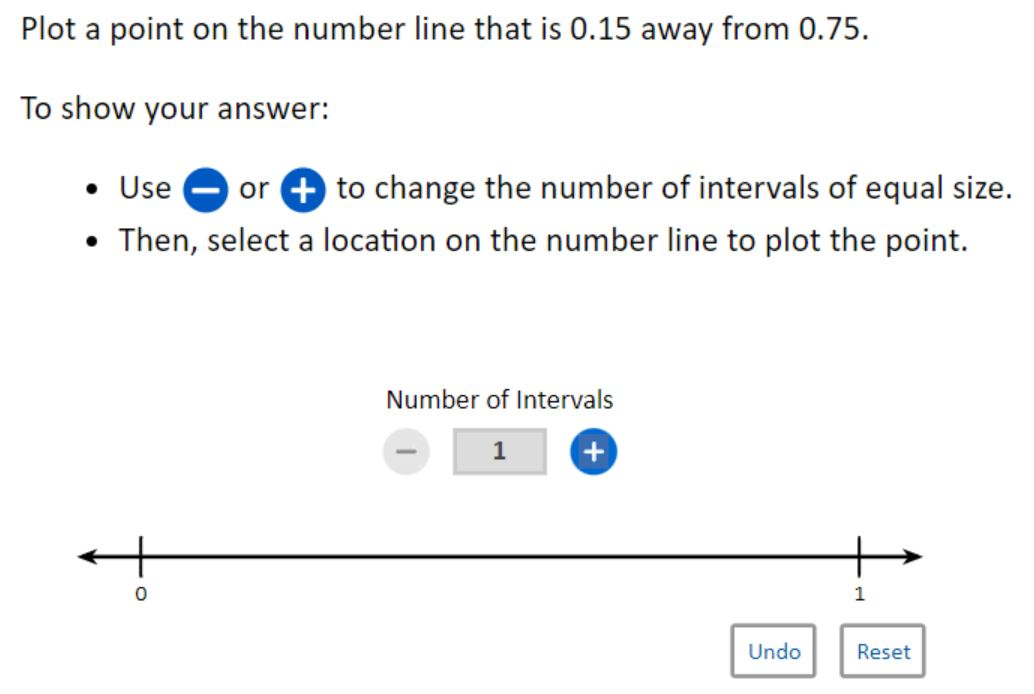 Plot a point on the number line that is 0.15 away from 0.75.
To show your answer:
• Use − or + to change the number of intervals of equal size.
• Then, select a location on the number line to plot the point.
Number of Intervals
− 1 +
0 1
Undo Reset